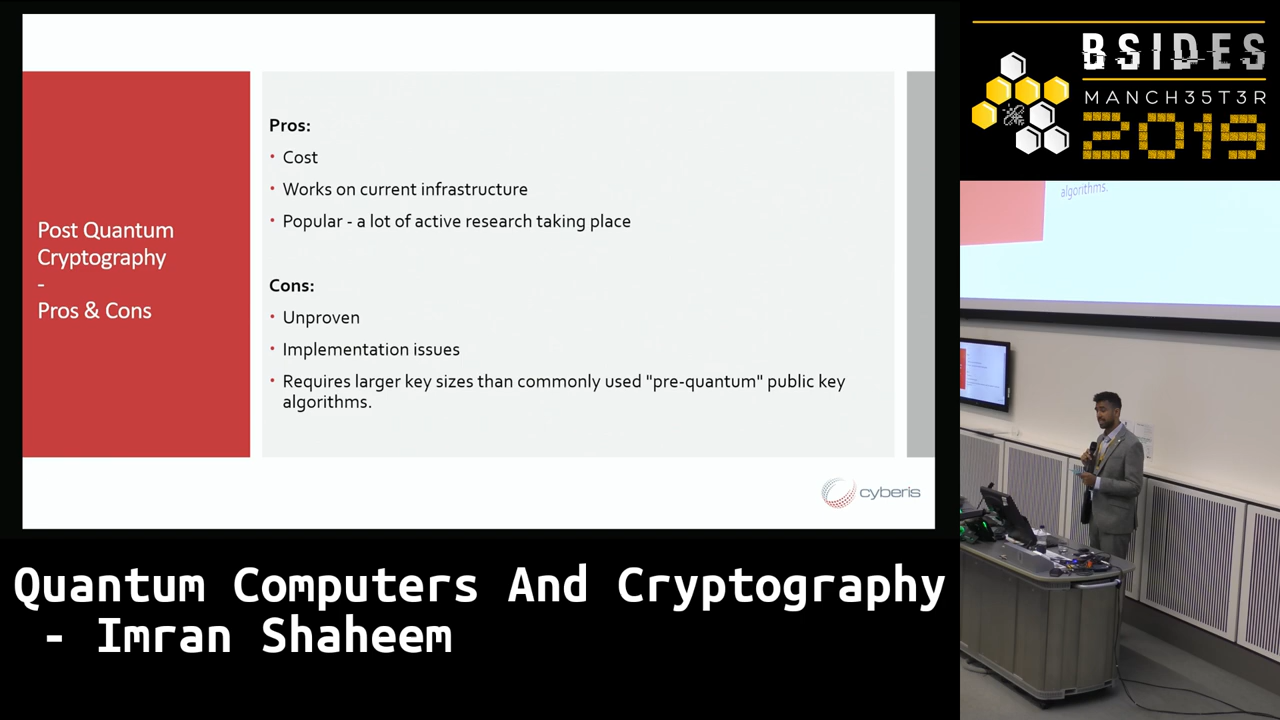 Post Quantum
Cryptography
-
Pros & Cons
Pros:
• Cost
• Works on current infrastructure
• Popular - a lot of active research taking place
Cons:
• Unproven
• Implementation issues
• Requires larger key sizes than commonly used "pre-quantum" public key
algorithms.
cyberis
BSIDES
MANCH35T3R
2019
algorithms.
Quantum Computers And Cryptography
- Imran Shaheem